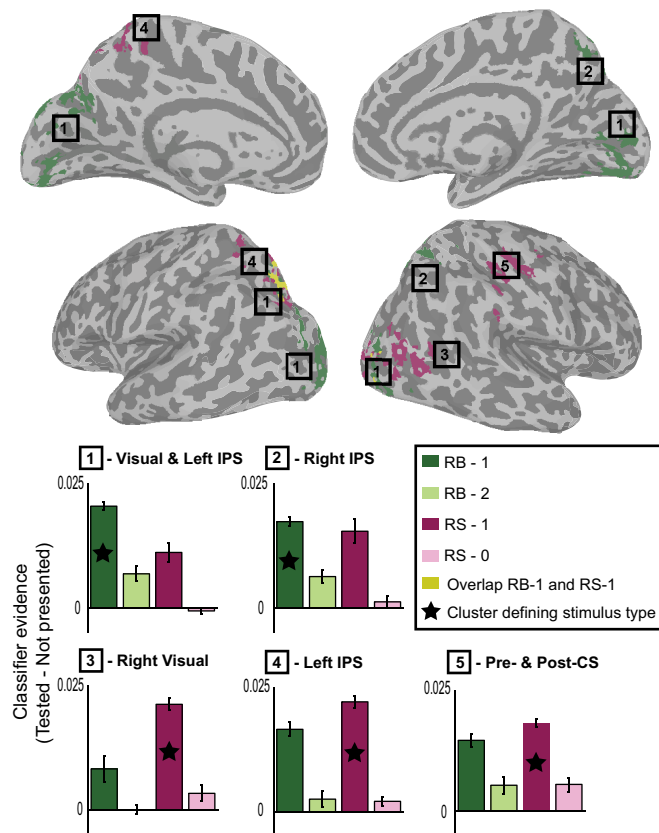 4
1
2
1
4
1
1
2
5
3
1
1 - Visual & Left IPS
2 - Right IPS
0.025
0
0.025
0
RB - 1
RB - 2
RS - 1
RS - 0
Overlap RB-1 and RS-1
Cluster defining stimulus type
Classifier evidence
(Tested - Not presented)
3 - Right Visual
4 - Left IPS
5 - Pre- & Post-CS
0.025
0
0.025
0
0.025
0